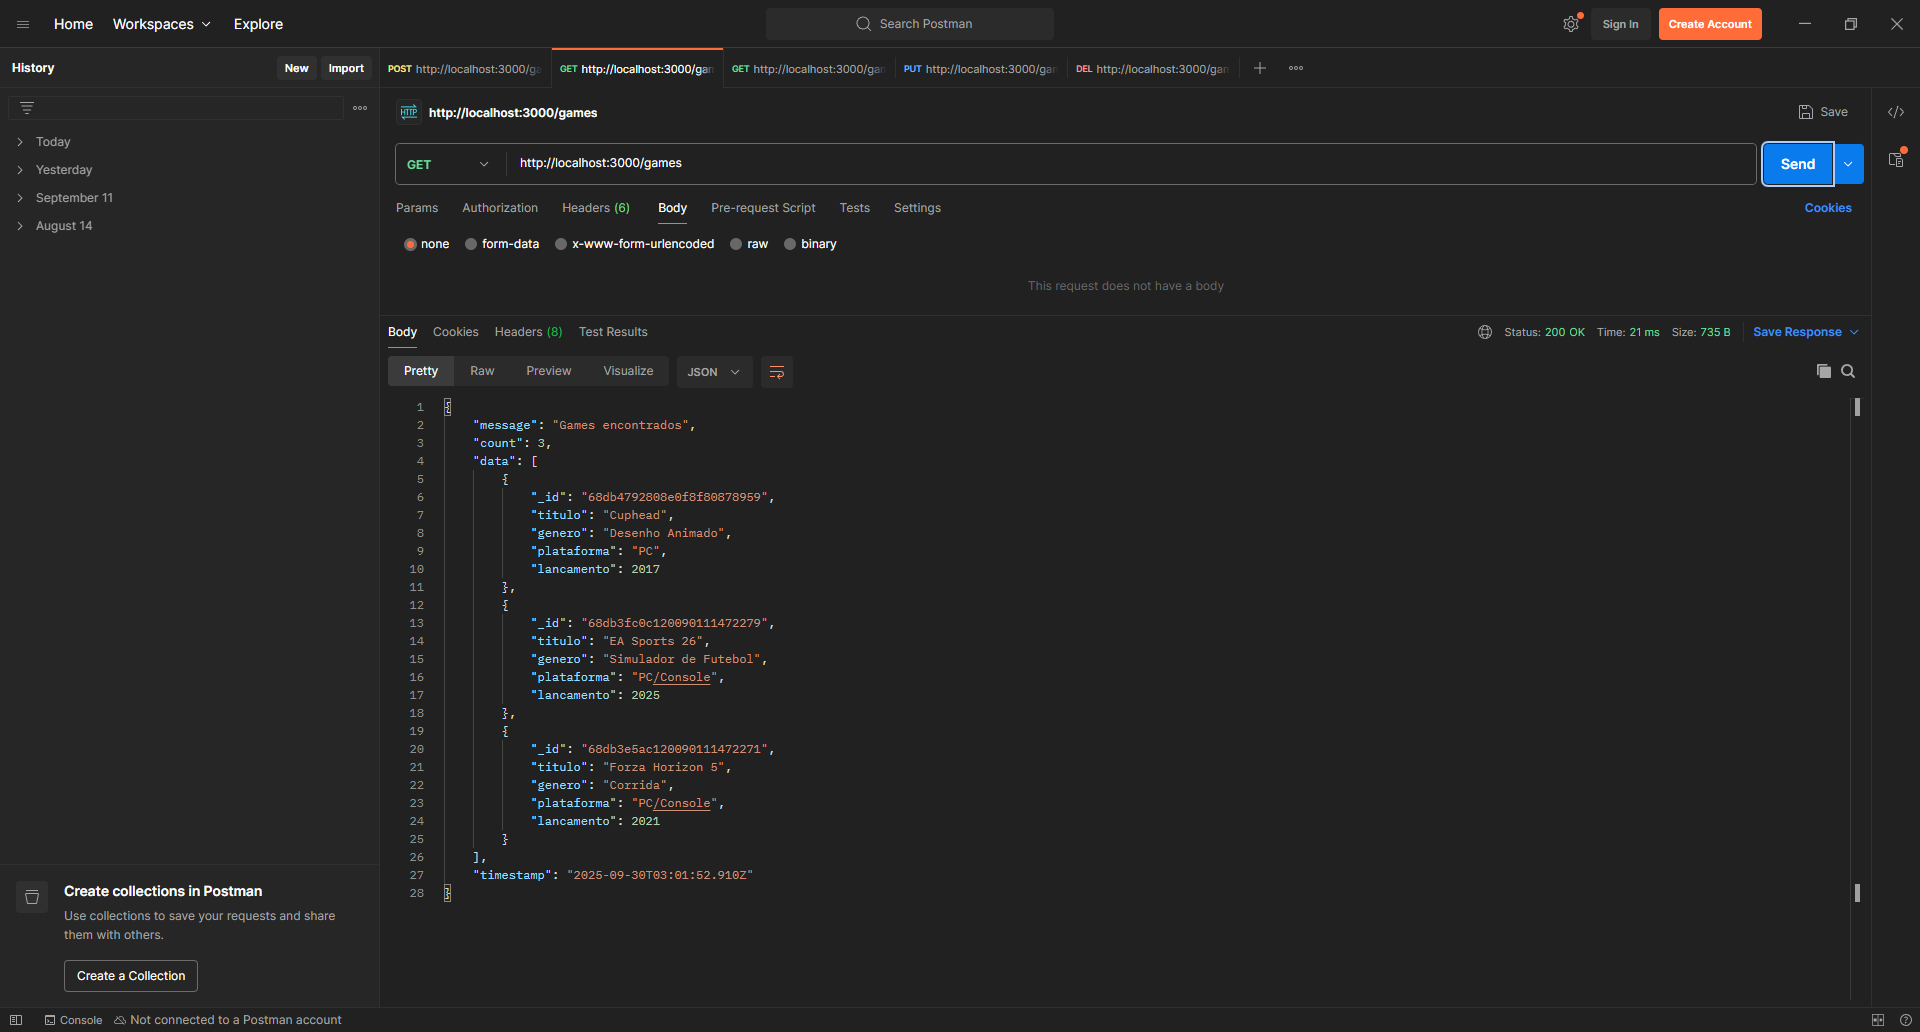 Home Workspaces Explore Search Postman Sign In Create Account
History New Import
POST http://localhost:3000/ga GET http://localhost:3000/gan GET http://localhost:3000/gan PUT http://localhost:3000/gan DEL http://localhost:3000/gan
Today
Yesterday
September 11
August 14
HTTP http://localhost:3000/games Save
GET http://localhost:3000/games Send
Params Authorization Headers (6) Body Pre-request Script Tests Settings Cookies
none form-data x-www-form-urlencoded raw binary
This request does not have a body
Body Cookies Headers (8) Test Results Status: 200 OK Time: 21 ms Size: 735 B Save Response
Pretty Raw Preview Visualize JSON
1 {
2 "message": "Games encontrados",
3 "count": 3,
4 "data": [
5 {
6 "_id": "68db4792808e0f8f80878959",
7 "titulo": "Cuphead",
8 "genero": "Desenho Animado",
9 "plataforma": "PC",
10 "lancamento": 2017
11 },
12 {
13 "_id": "68db3fc0c120090111472279",
14 "titulo": "EA Sports 26",
15 "genero": "Simulador de Futebol",
16 "plataforma": "PC/Console",
17 "lancamento": 2025
18 },
19 {
20 "_id": "68db3e5ac120090111472271",
21 "titulo": "Forza Horizon 5",
22 "genero": "Corrida",
23 "plataforma": "PC/Console",
24 "lancamento": 2021
25 }
26 ],
27 "timestamp": "2025-09-30T03:01:52.910Z"
28 }
Create collections in Postman
Use collections to save your requests and share
them with others.
Create a Collection
Console Not connected to a Postman account